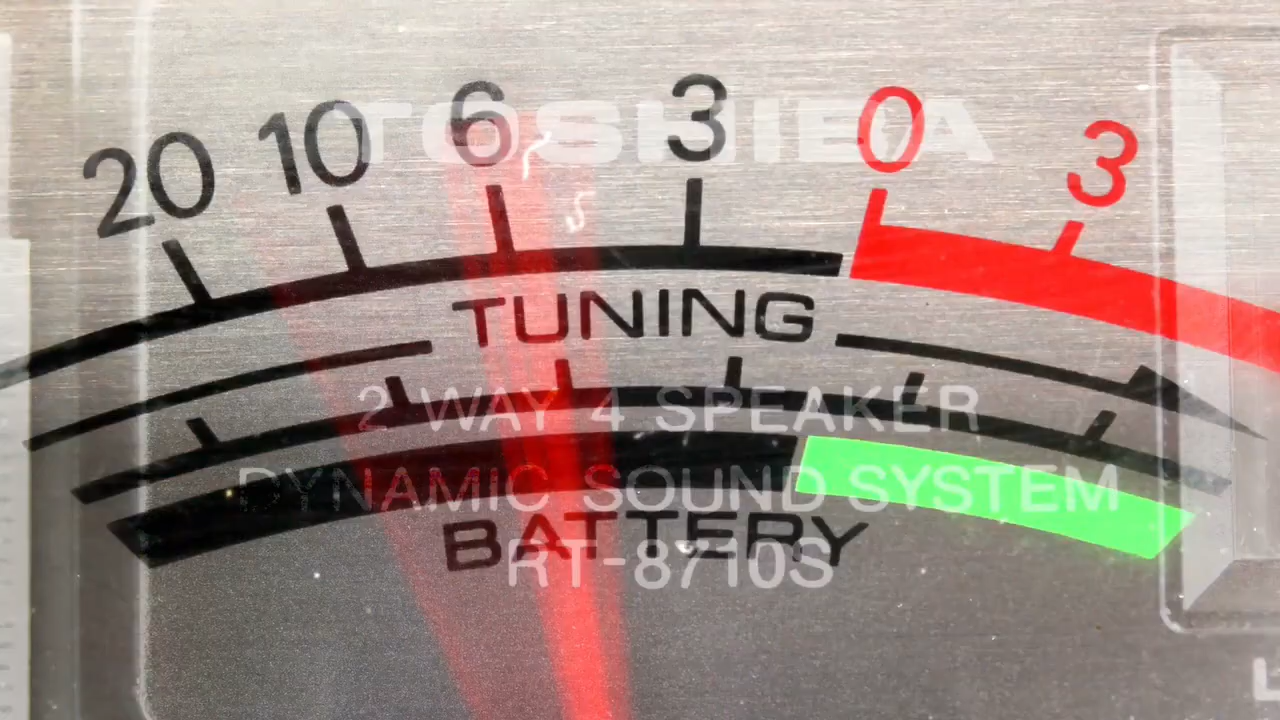 20 10 6 3 0 3
TOSHIBA
TUNING
2 WAY 4 SPEAKER
DYNAMIC SOUND SYSTEM
BATTERY
RT-8710S